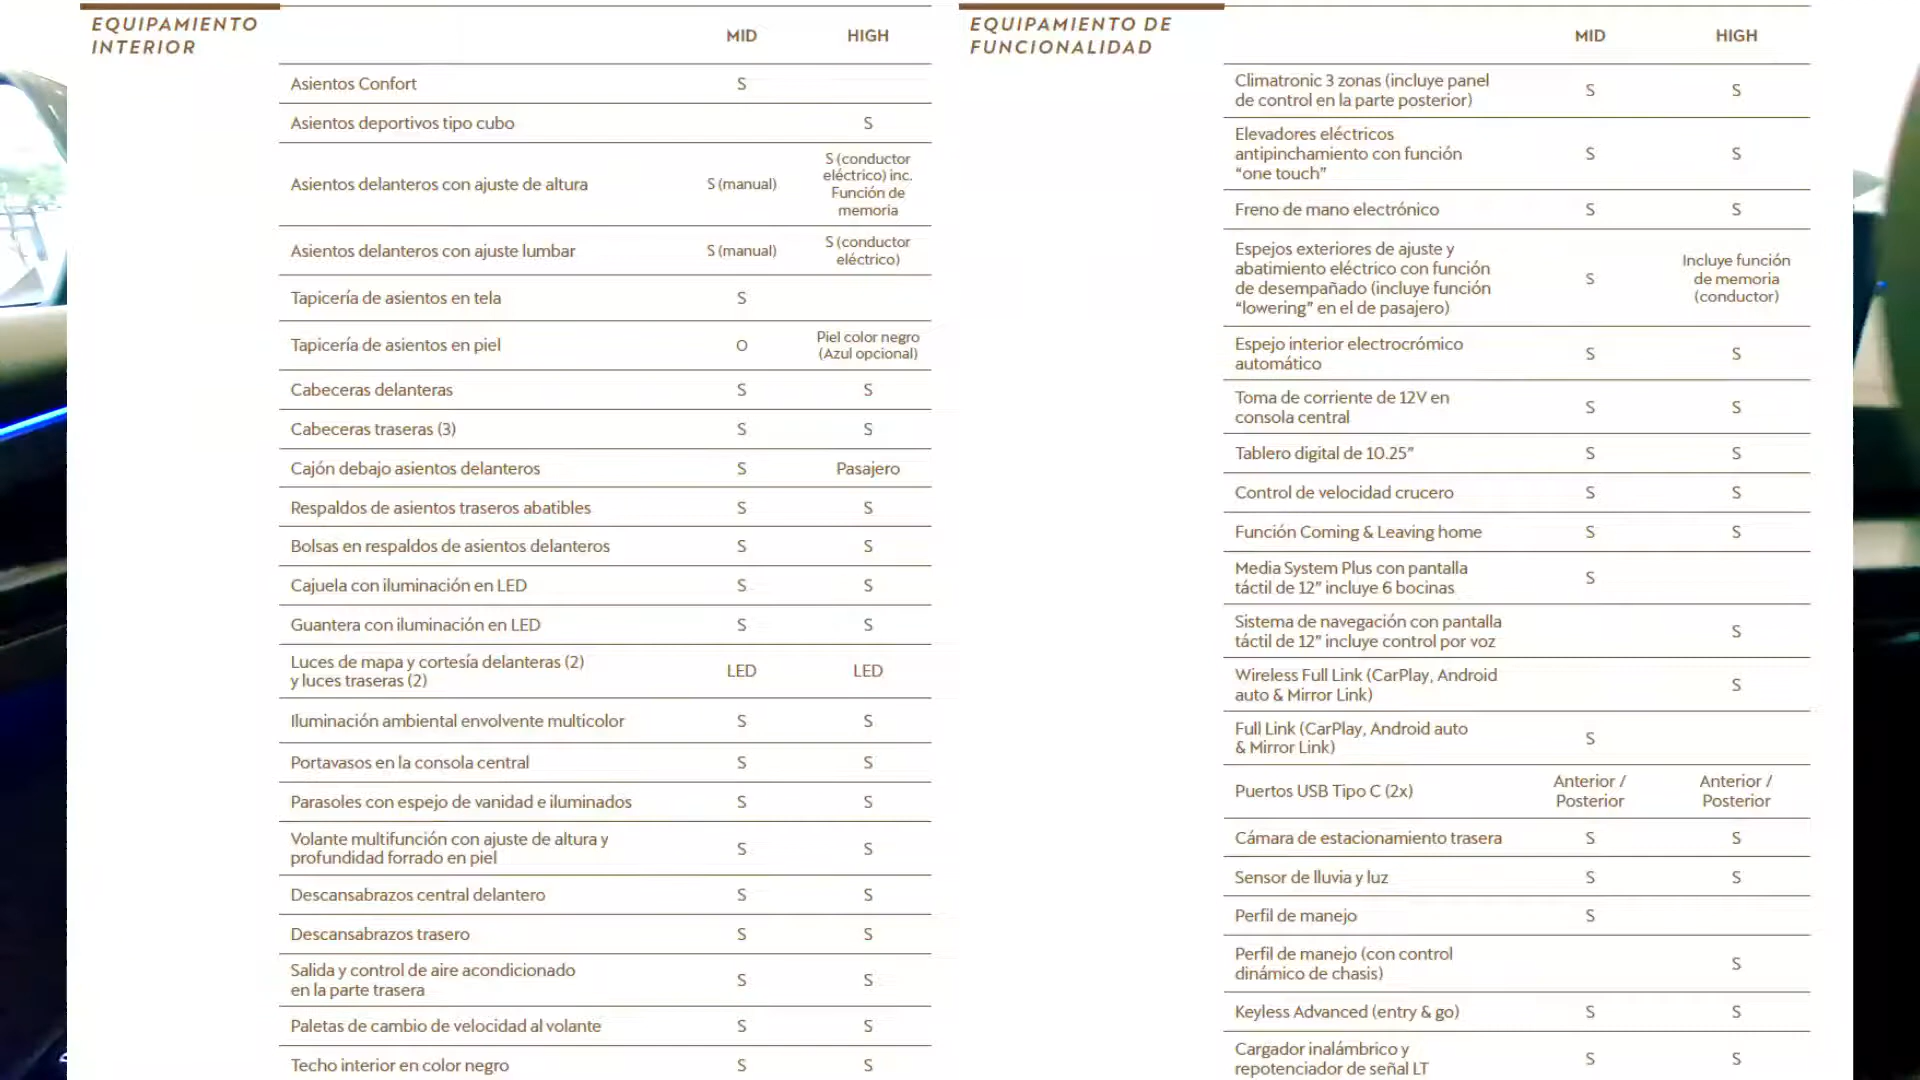 EQUIPAMIENTO
INTERIOR
MID HIGH
Asientos Confort S
Asientos deportivos tipo cubo S
Asientos delanteros con ajuste de altura S (manual) S (conductor
eléctrico) inc.
Función de
memoria
Asientos delanteros con ajuste lumbar S (manual) S (conductor
eléctrico)
Tapicería de asientos en tela S
Tapicería de asientos en piel O Piel color negro
(Azul opcional)
Cabeceras delanteras S S
Cabeceras traseras (3) S S
Cajón debajo asientos delanteros S Pasajero
Respaldos de asientos traseros abatibles S S
Bolsas en respaldos de asientos delanteros S S
Cajuela con iluminación en LED S S
Guantera con iluminación en LED S S
Luces de mapa y cortesía delanteras (2)
y luces traseras (2) LED LED
Iluminación ambiental envolvente multicolor S S
Portavasos en la consola central S S
Parasoles con espejo de vanidad e iluminados S S
Volante multifunción con ajuste de altura y
profundidad forrado en piel S S
Descansabrazos central delantero S S
Descansabrazos trasero S S
Salida y control de aire acondicionado
en la parte trasera S S
Paletas de cambio de velocidad al volante S S
Techo interior en color negro S S
EQUIPAMIENTO DE
FUNCIONALIDAD
MID HIGH
Climatronic 3 zonas (incluye panel
de control en la parte posterior) S S
Elevadores eléctricos
antipinchamiento con función S S
“one touch”
Freno de mano electrónico S S
Espejos exteriores de ajuste y
abatimiento eléctrico con función
de desempañado (incluye función
“lowering” en el de pasajero) S Incluye función
de memoria
(conductor)
Espejo interior electrocrómico
automático S S
Toma de corriente de 12V en
consola central S S
Tablero digital de 10.25” S S
Control de velocidad crucero S S
Función Coming & Leaving home S S
Media System Plus con pantalla
táctil de 12” incluye 6 bocinas S
Sistema de navegación con pantalla
táctil de 12” incluye control por voz S
Wireless Full Link (CarPlay, Android
auto & Mirror Link) S
Full Link (CarPlay, Android auto
& Mirror Link) S
Puertos USB Tipo C (2x) Anterior / Anterior /
Posterior Posterior
Cámara de estacionamiento trasera S S
Sensor de lluvia y luz S S
Perfil de manejo S
Perfil de manejo (con control
dinámico de chasis) S
Keyless Advanced (entry & go) S S
Cargador inalámbrico y
repotenciador de señal LT S S